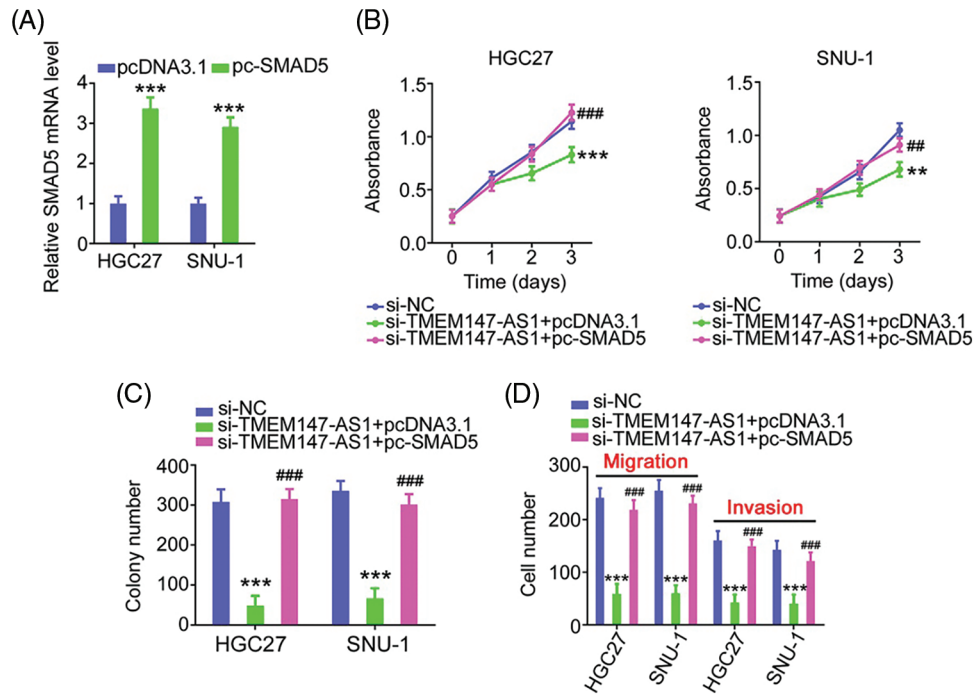 (A)
pcDNA3.1 pc-SMAD5
Relative SMAD5 mRNA level
4
3
2
1
0
*** ***
HGC27 SNU-1
(B)
HGC27
Absorbance
1.5
1.0
0.5
0.0
###
***
0 1 2 3
Time (days)
si-NC
si-TMEM147-AS1+pcDNA3.1
si-TMEM147-AS1+pc-SMAD5
SNU-1
Absorbance
1.5
1.0
0.5
0.0
##
**
0 1 2 3
Time (days)
si-NC
si-TMEM147-AS1+pcDNA3.1
si-TMEM147-AS1+pc-SMAD5
(C)
si-NC
si-TMEM147-AS1+pcDNA3.1
si-TMEM147-AS1+pc-SMAD5
Colony number
400
300
200
100
0
### ###
*** ***
HGC27 SNU-1
(D)
si-NC
si-TMEM147-AS1+pcDNA3.1
si-TMEM147-AS1+pc-SMAD5
Cell number
300
200
100
0
Migration
Invasion
### ### ### ###
*** *** *** ***
HGC27 SNU-1 HGC27 SNU-1